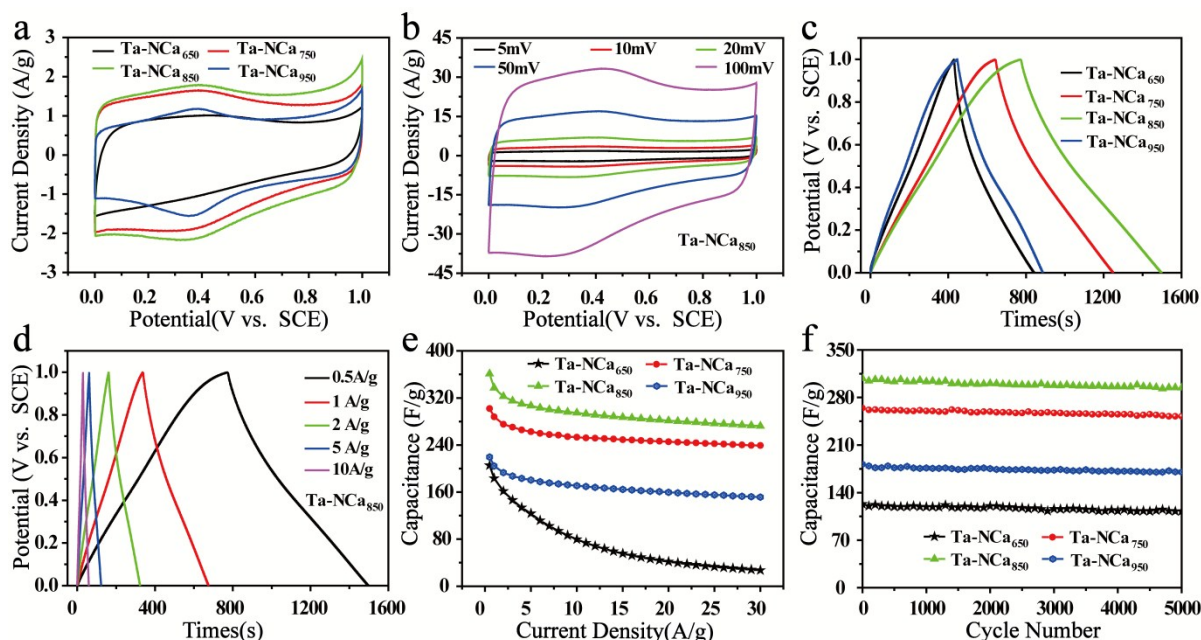 a
Ta-NCa650 Ta-NCa750
Ta-NCa850 Ta-NCa950
3
2
1
0
-1
-2
-3
0.0 0.2 0.4 0.6 0.8 1.0
Current Density (A/g)
Potential(V vs. SCE)
b
5mV 10mV 20mV
50mV 100mV
45
30
15
0
-15
-30
-45
0.0 0.2 0.4 0.6 0.8 1.0
Ta-NCa850
Current Density (A/g)
Potential(V vs. SCE)
c
Ta-NCa650
Ta-NCa750
Ta-NCa850
Ta-NCa950
1.0
0.8
0.6
0.4
0.2
0.0
0 400 800 1200 1600
Potential (V vs. SCE)
Times(s)
d
0.5A/g
1 A/g
2 A/g
5 A/g
10A/g
Ta-NCa850
1.0
0.8
0.6
0.4
0.2
0.0
0 400 800 1200 1600
Potential (V vs. SCE)
Times(s)
e
Ta-NCa650 Ta-NCa750
Ta-NCa850 Ta-NCa950
400
320
240
160
80
0
0 5 10 15 20 25 30
Capacitance (F/g)
Current Density(A/g)
f
350
280
210
140
70
0
0 1000 2000 3000 4000 5000
Ta-NCa650 Ta-NCa750
Ta-NCa850 Ta-NCa950
Capacitance (F/g)
Cycle Number